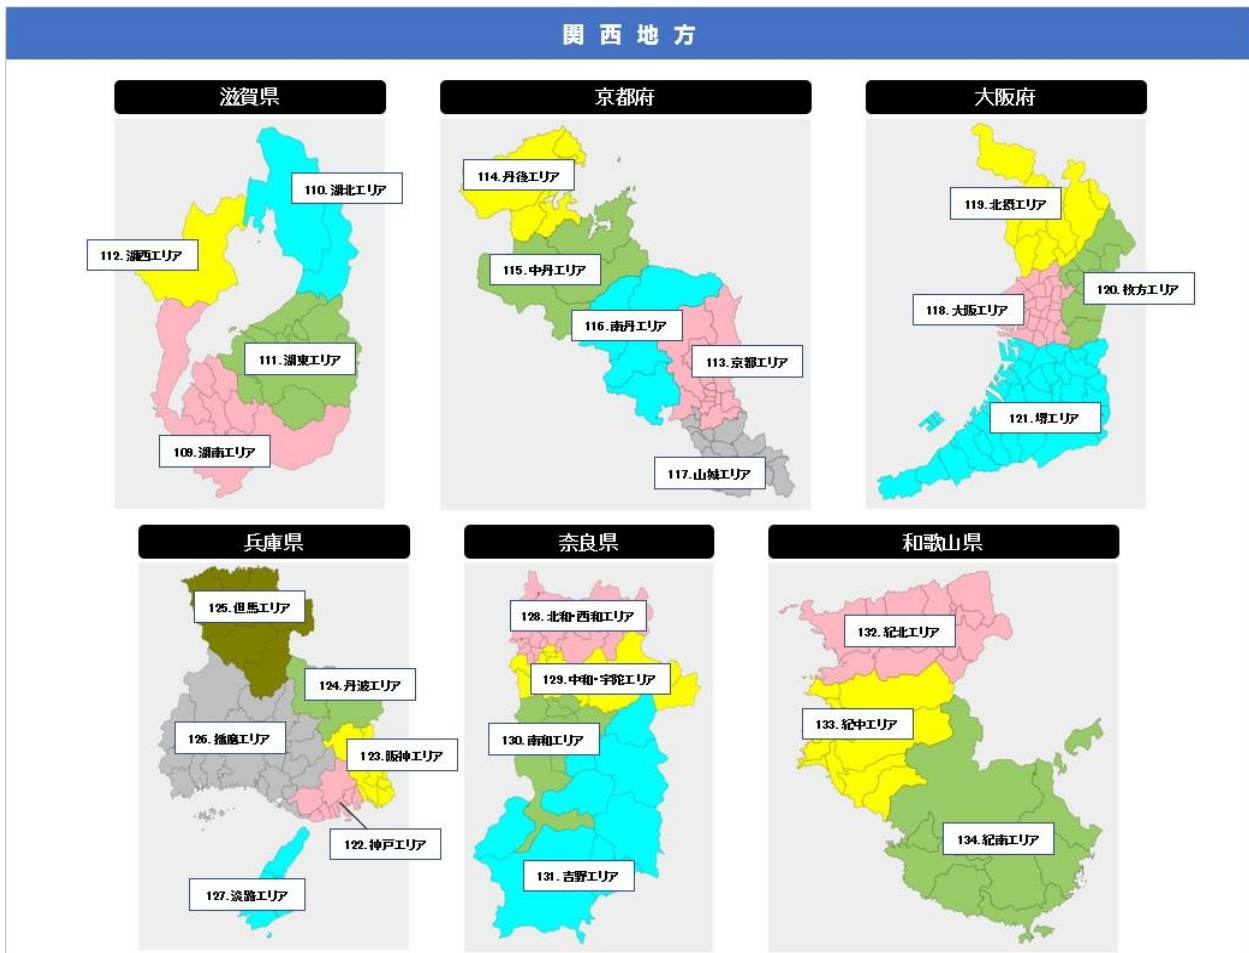 関西地方
滋賀県
110.湖北エリア
112.湖西エリア
111.湖東エリア
109.湖南エリア
京都府
114.丹後エリア
115.中丹エリア
116.南丹エリア
113.京都エリア
117.山城エリア
大阪府
119.北摂エリア
120.枚方エリア
118.大阪エリア
121.堺エリア
兵庫県
125.但馬エリア
124.丹波エリア
126.播磨エリア
123.阪神エリア
122.神戸エリア
127.淡路エリア
奈良県
128.北和・西和エリア
129.中和・宇陀エリア
130.南和エリア
131.吉野エリア
和歌山県
132.紀北エリア
133.紀中エリア
134.紀南エリア